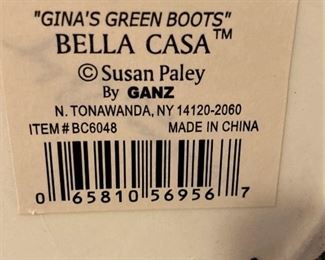 "GINA'S GREEN BOOTS"
BELLA CASA™
© Susan Paley
By GANZ
N. TONAWANDA, NY 14120-2060
ITEM # BC6048 MADE IN CHINA
0 65810 56956 7